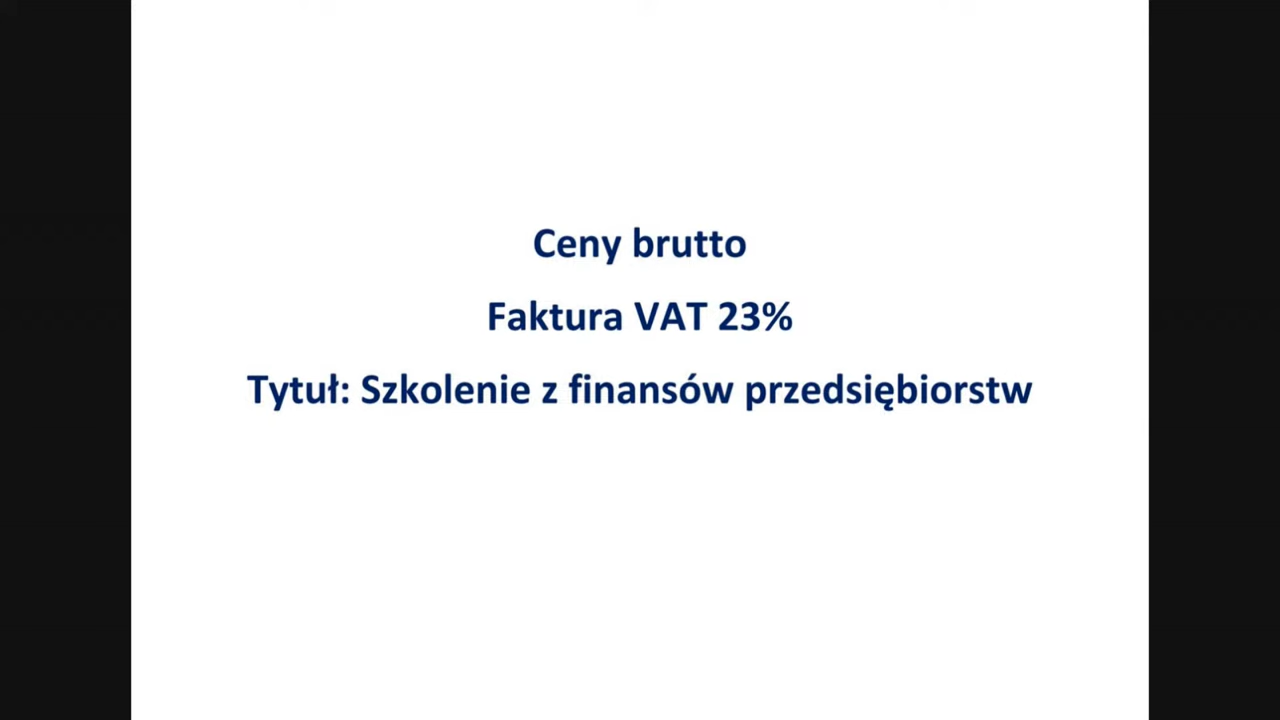 Ceny brutto
Faktura VAT 23%
Tytuł: Szkolenie z finansów przedsiębiorstw